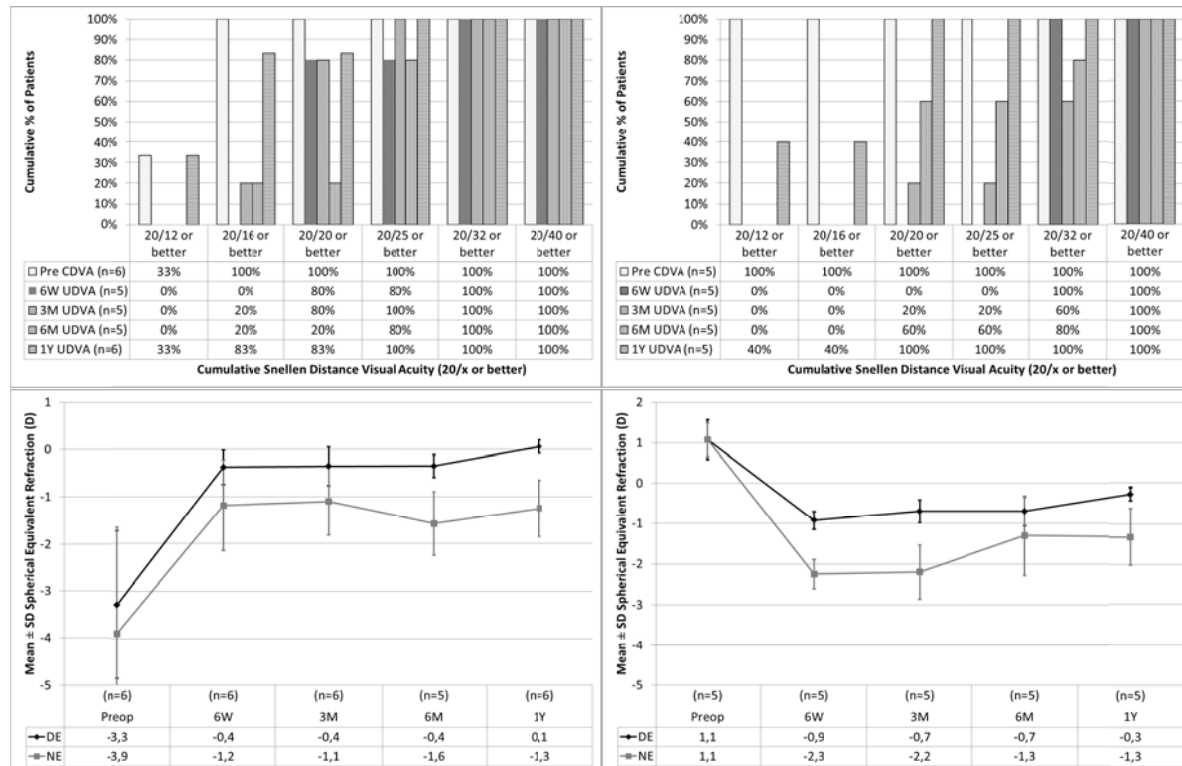 100%
90%
80%
70%
60%
50%
40%
30%
20%
10%
0%
Cumulative % of Patients
20/12 or better 20/16 or better 20/20 or better 20/25 or better 20/32 or better 20/40 or better
Pre CDVA (n=6) 33% 100% 100% 100% 100% 100%
6W UDVA (n=5) 0% 0% 80% 80% 100% 100%
3M UDVA (n=5) 0% 20% 80% 100% 100% 100%
6M UDVA (n=5) 0% 20% 20% 80% 100% 100%
1Y UDVA (n=6) 33% 83% 83% 100% 100% 100%
Cumulative Snellen Distance Visual Acuity (20/x or better)
100%
90%
80%
70%
60%
50%
40%
30%
20%
10%
0%
Cumulative % of Patients
20/12 or better 20/16 or better 20/20 or better 20/25 or better 20/32 or better 20/40 or better
Pre CDVA (n=5) 100% 100% 100% 100% 100% 100%
6W UDVA (n=5) 0% 0% 0% 0% 100% 100%
3M UDVA (n=5) 0% 0% 20% 20% 60% 100%
6M UDVA (n=5) 0% 0% 60% 60% 80% 100%
1Y UDVA (n=5) 40% 40% 100% 100% 100% 100%
Cumulative Snellen Distance Visual Acuity (20/x or better)
1
0
-1
-2
-3
-4
-5
Mean ± SD Spherical Equivalent Refraction (D)
(n=6) (n=6) (n=6) (n=5) (n=6)
Preop 6W 3M 6M 1Y
DE -3,3 -0,4 -0,4 -0,4 0,1
NE -3,9 -1,2 -1,1 -1,6 -1,3
2
1
0
-1
-2
-3
-4
-5
Mean ± SD Spherical Equivalent Refraction (D)
(n=5) (n=5) (n=5) (n=5) (n=5)
Preop 6W 3M 6M 1Y
DE 1,1 -0,9 -0,7 -0,7 -0,3
NE 1,1 -2,3 -2,2 -1,3 -1,3